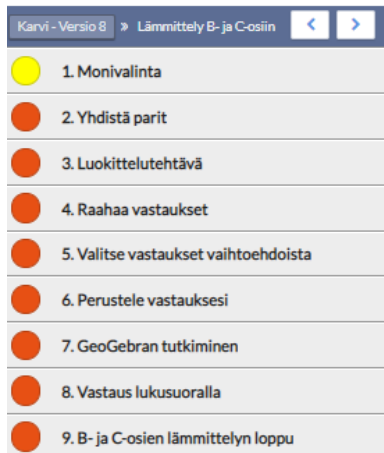 Karvi - Versio 8 » Lämmittely B- ja C-osiin < >
1. Monivalinta
2. Yhdistä parit
3. Luokittelutehtävä
4. Raahaa vastaukset
5. Valitse vastaukset vaihtoehdoista
6. Perustele vastauksesi
7. GeoGebran tutkiminen
8. Vastaus lukusuoralla
9. B- ja C-osien lämmittelyn loppu